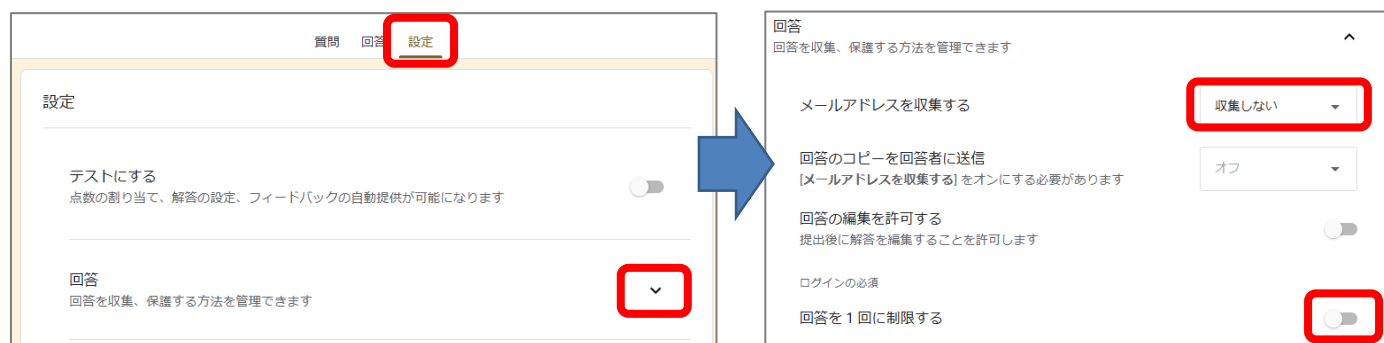 質問 回答 設定
設定
テストにする
点数の割り当て、解答の設定、フィードバックの自動提供が可能になります
回答
回答を収集、保護する方法を管理できます
回答
回答を収集、保護する方法を管理できます
メールアドレスを収集する
収集しない
回答のコピーを回答者に送信
[メールアドレスを収集する] をオンにする必要があります
オフ
回答の編集を許可する
提出後に解答を編集することを許可します
ログインの必須
回答を 1 回に制限する